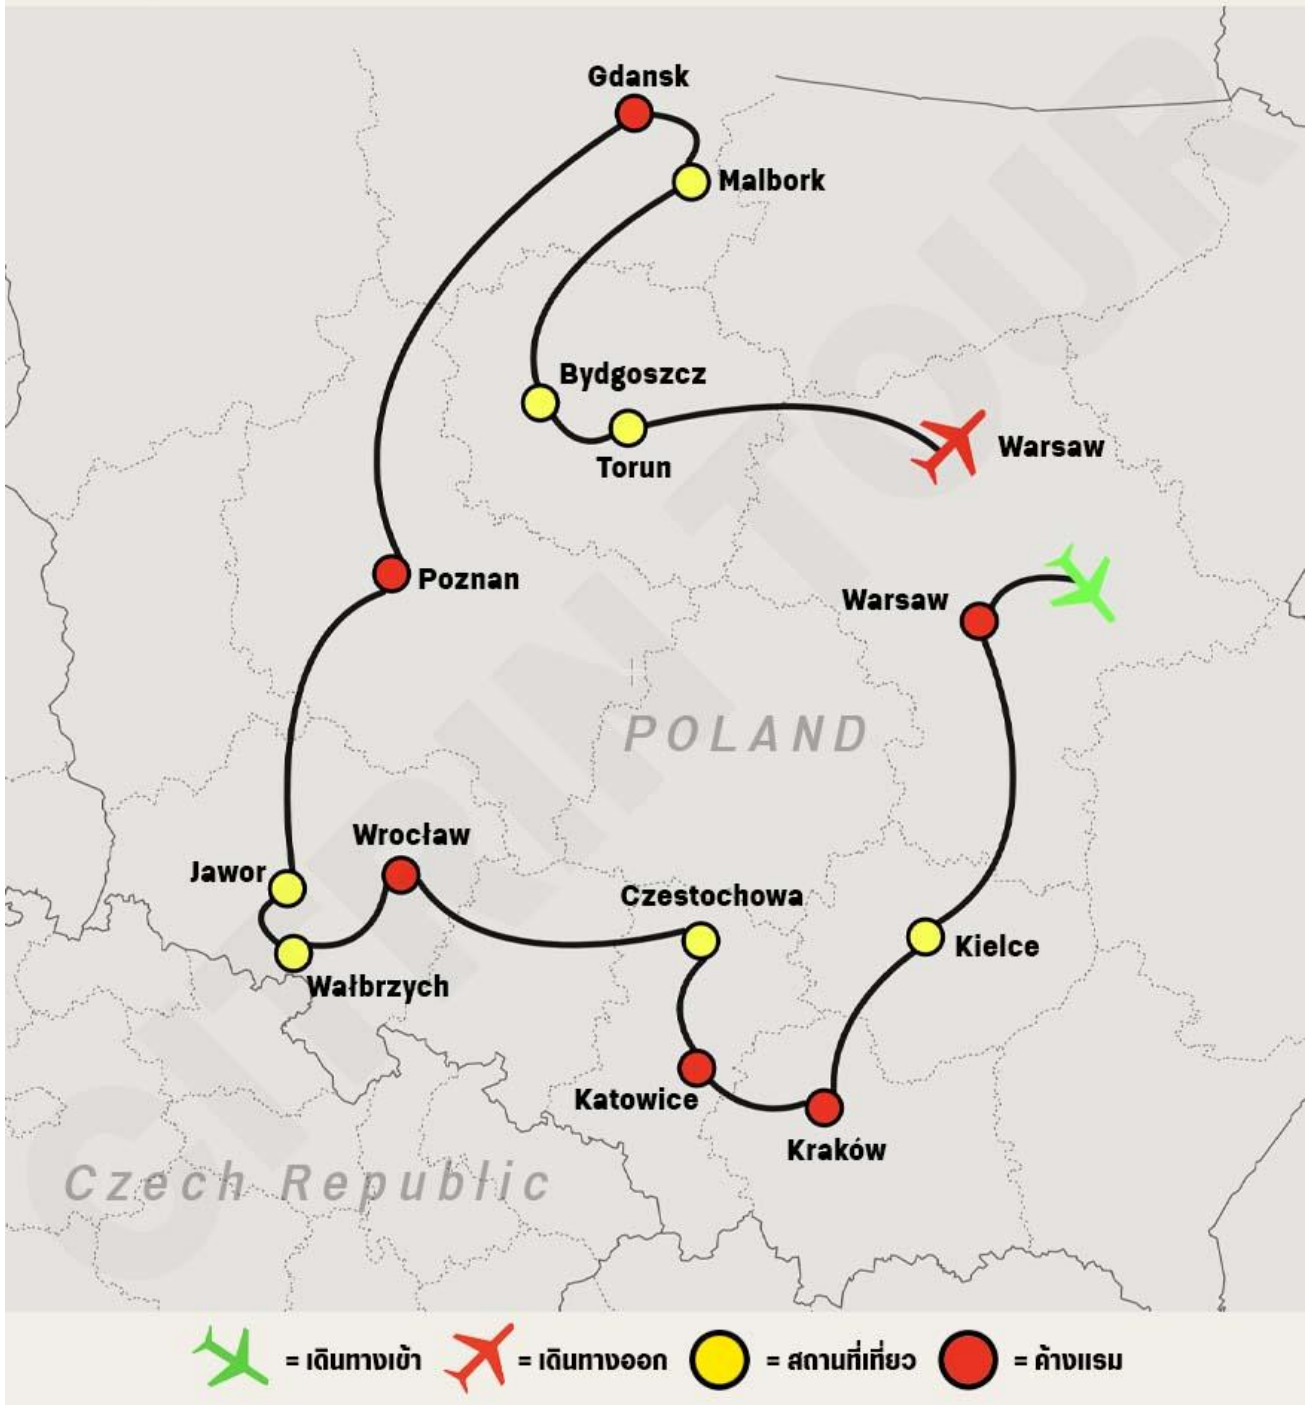 Gdansk
Malbork
Bydgoszcz
Torun
Warsaw
Poznan
Warsaw
POLAND
Wrocław
Jawor
Czestochowa
Kielce
Wałbrzych
Katowice
Kraków
Czech Republic
CITRIN TOUR
= เดินทางเข้า = เดินทางออก = สถานที่เที่ยว = ค้างแรม